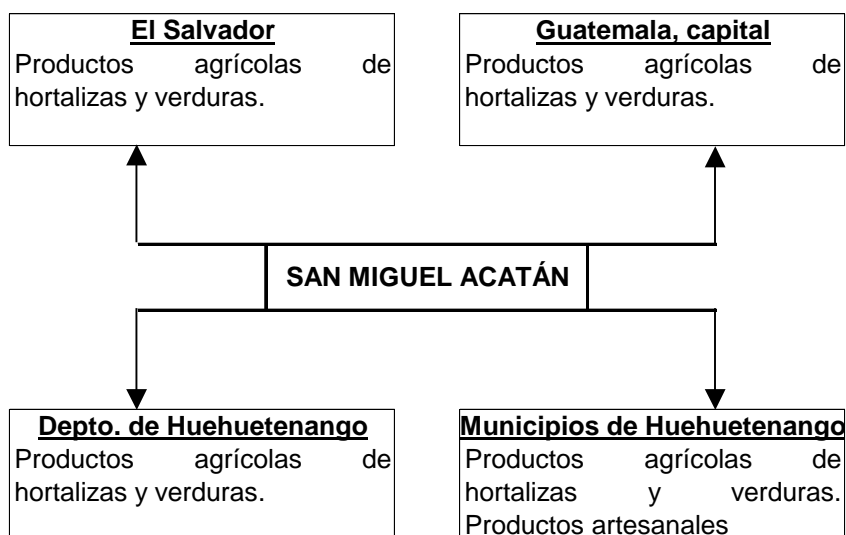 El Salvador
Productos agrícolas de
hortalizas y verduras.
Guatemala, capital
Productos agrícolas de
hortalizas y verduras.
SAN MIGUEL ACATÁN
Depto. de Huehuetenango
Productos agrícolas de
hortalizas y verduras.
Municipios de Huehuetenango
Productos agrícolas de
hortalizas y verduras.
Productos artesanales